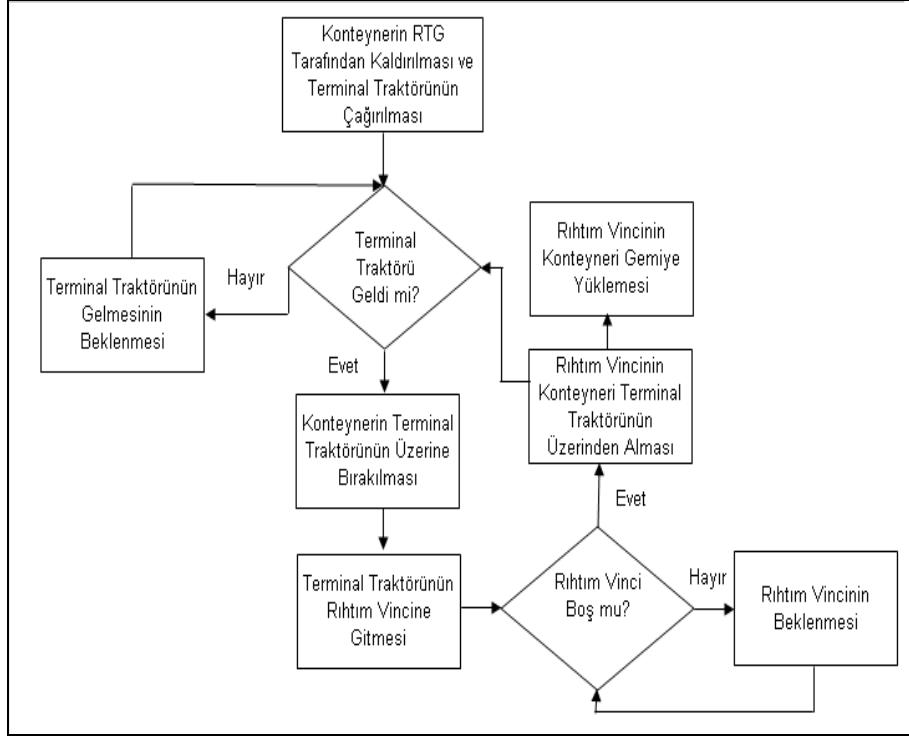 Konteynerin RTG
Tarafından Kaldırılması ve
Terminal Traktörünün
Çağırılması
Terminal
Traktörü
Geldi mi?
Hayır
Terminal Traktörünün
Gelmesinin
Beklenmesi
Evet
Konteynerin Terminal
Traktörünün Üzerine
Bırakılması
Terminal Traktörünün
Rıhtım Vincine
Gitmesi
Rıhtım Vinci
Boş mu?
Hayır
Rıhtım Vincinin
Beklenmesi
Evet
Rıhtım Vincinin
Konteyneri Terminal
Traktörünün
Üzerinden Alması
Rıhtım Vincinin
Konteyneri Gemiye
Yüklemesi